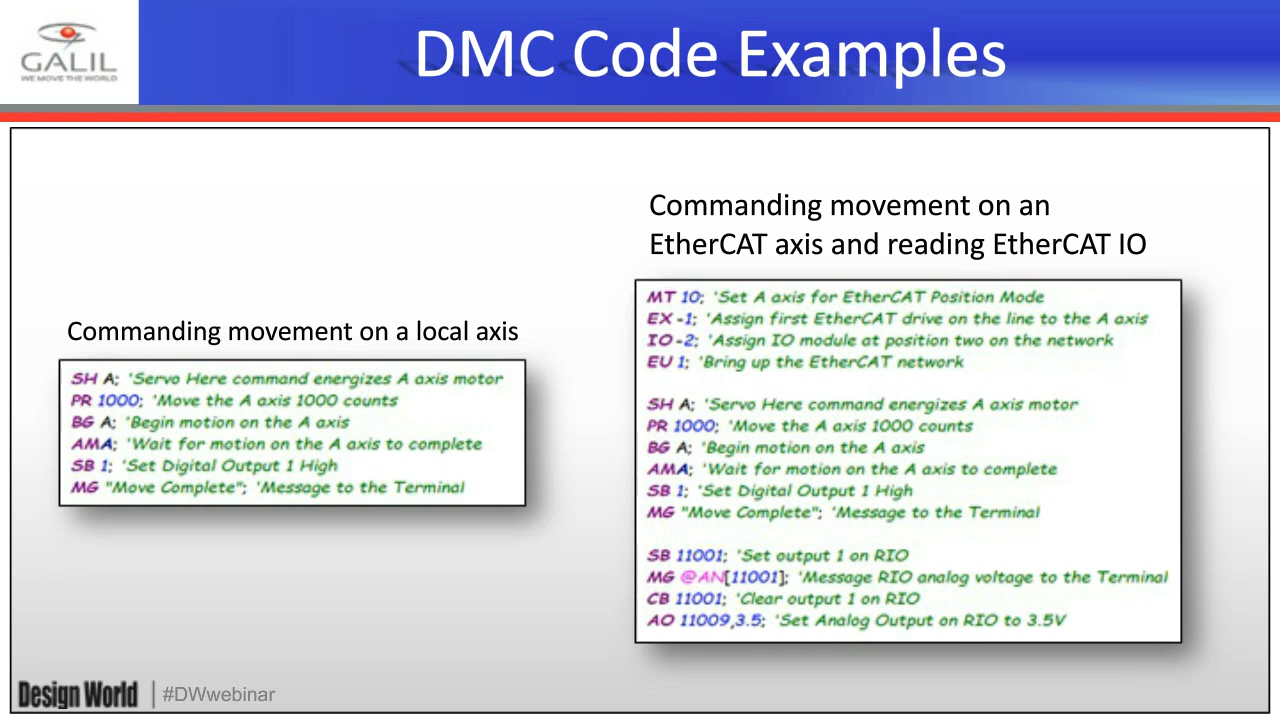 GALIL
WE MOVE THE WORLD
DMC Code Examples
Commanding movement on a local axis
SH A; 'Servo Here command energizes A axis motor
PR 1000; 'Move the A axis 1000 counts
BG A; 'Begin motion on the A axis
AMA; 'Wait for motion on the A axis to complete
SB 1; 'Set Digital Output 1 High
MG "Move Complete"; 'Message to the Terminal
Commanding movement on an
EtherCAT axis and reading EtherCAT IO
MT 10; 'Set A axis for EtherCAT Position Mode
EX -1; 'Assign first EtherCAT drive on the line to the A axis
IO -2; 'Assign IO module at position two on the network
EU 1; 'Bring up the EtherCAT network
SH A; 'Servo Here command energizes A axis motor
PR 1000; 'Move the A axis 1000 counts
BG A; 'Begin motion on the A axis
AMA; 'Wait for motion on the A axis to complete
SB 1; 'Set Digital Output 1 High
MG "Move Complete"; 'Message to the Terminal
SB 11001; 'Set output 1 on RIO
MG @AN[11001]; 'Message RIO analog voltage to the Terminal
CB 11001; 'Clear output 1 on RIO
AO 11009,3.5; 'Set Analog Output on RIO to 3.5V
Design World | #DWwebinar